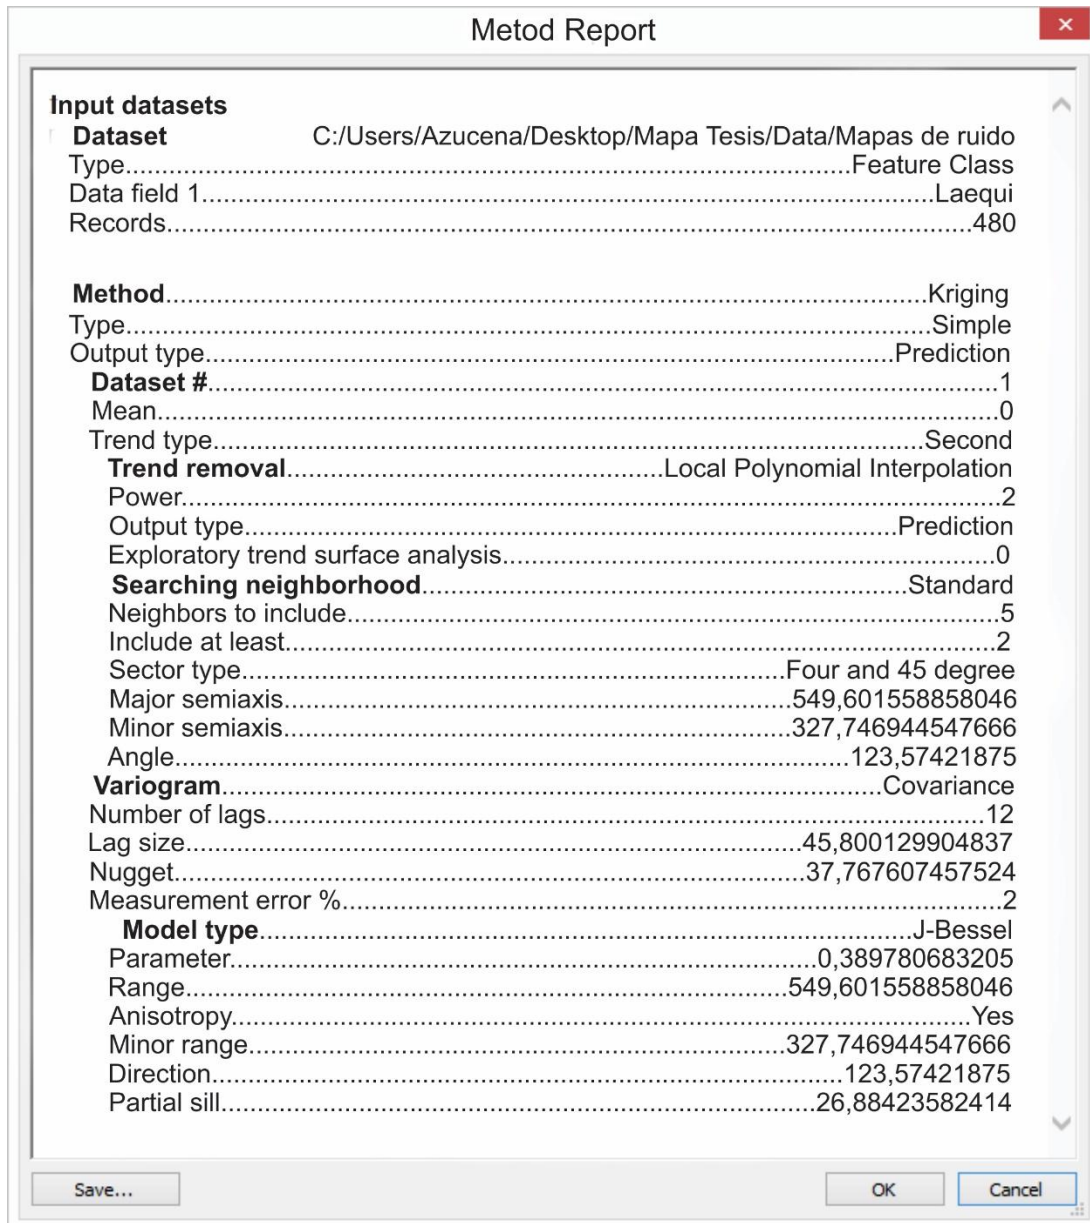 Metod Report
Input datasets
Dataset C:/Users/Azucena/Desktop/Mapa Tesis/Data/Mapas de ruido
Type....................Feature Class
Data field 1....................Laequi
Records....................480
Method....................Kriging
Type....................Simple
Output type....................Prediction
Dataset #....................1
Mean....................0
Trend type....................Second
Trend removal....................Local Polynomial Interpolation
Power....................2
Output type....................Prediction
Exploratory trend surface analysis....................0
Searching neighborhood....................Standard
Neighbors to include....................5
Include at least....................2
Sector type....................Four and 45 degree
Major semiaxis....................549,601558858046
Minor semiaxis....................327,746944547666
Angle....................123,57421875
Variogram....................Covariance
Number of lags....................12
Lag size....................45,800129904837
Nugget....................37,767607457524
Measurement error %....................2
Model type....................J-Bessel
Parameter....................0,389780683205
Range....................549,601558858046
Anisotropy....................Yes
Minor range....................327,746944547666
Direction....................123,57421875
Partial sill....................26,88423582414
Save... OK Cancel